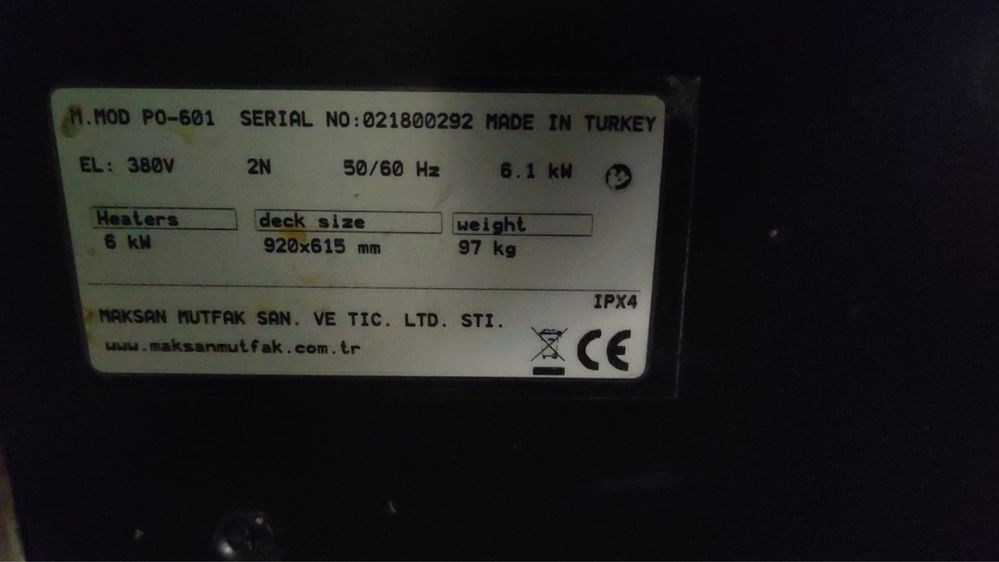 M.MOD PO-601 SERIAL NO:021800292 MADE IN TURKEY
EL: 380V 2N 50/60 Hz 6.1 kW
Heaters deck size weight
6 kW 920x615 mm 97 kg
IPX4
MAKSAN MUTFAK SAN. VE TIC. LTD. STI.
www.maksanmutfak.com.tr
CE